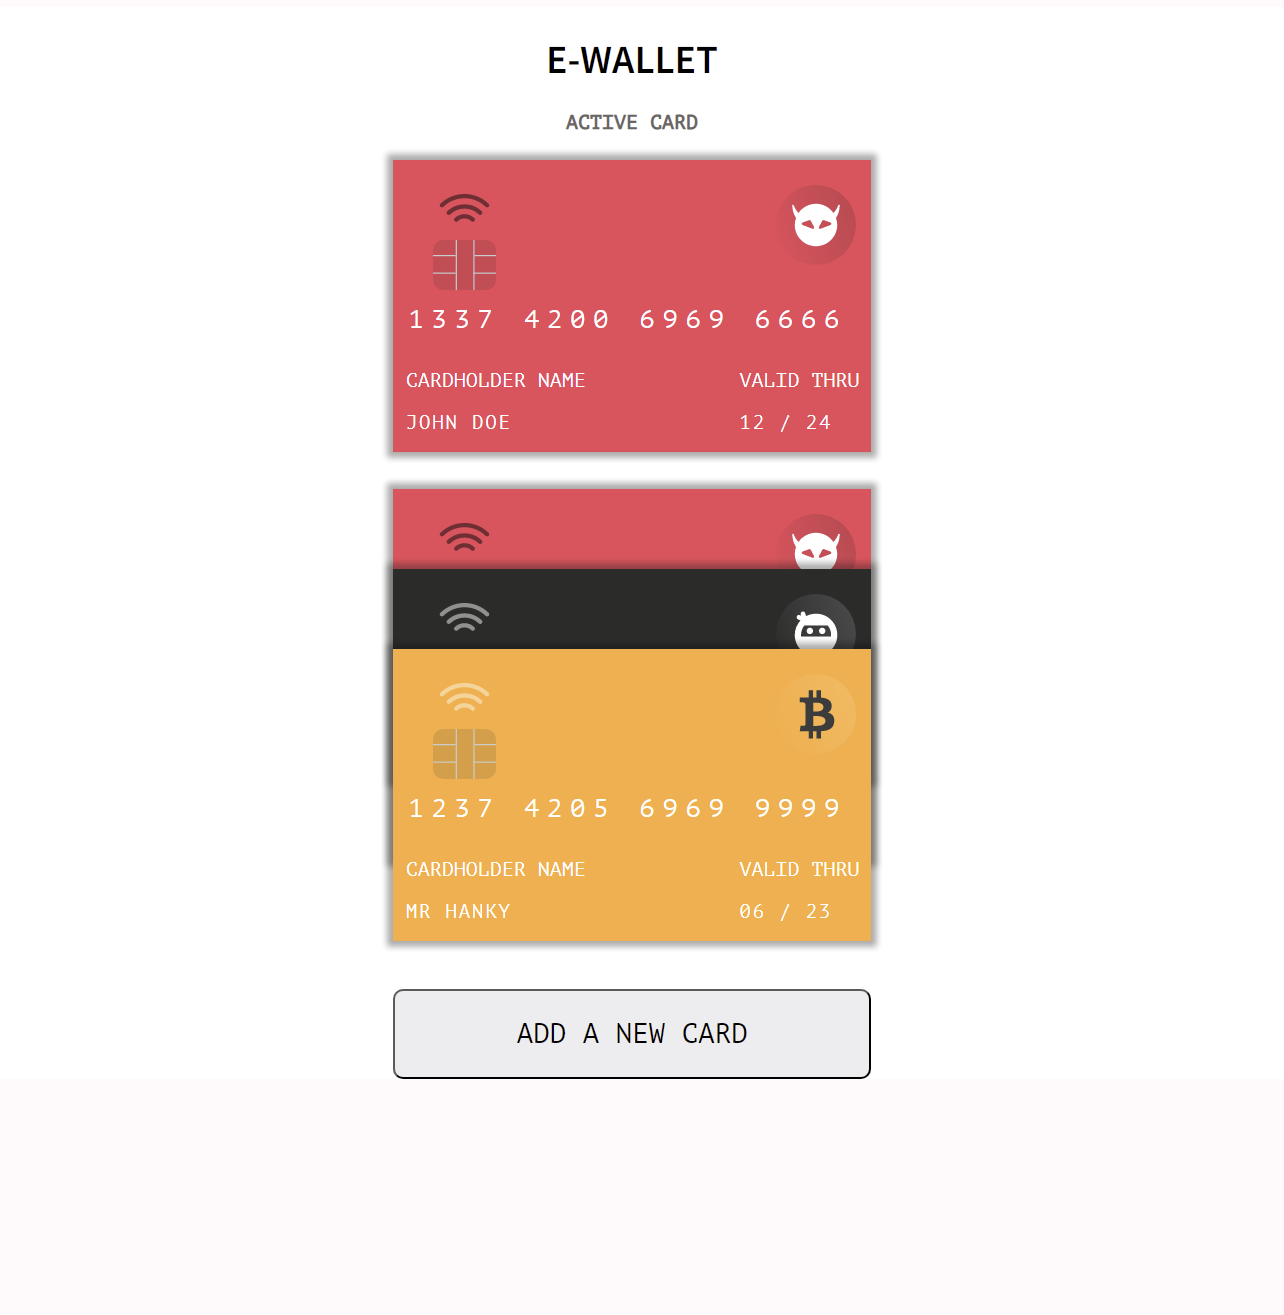 E-WALLET
ACTIVE CARD
1337 4200 6969 6666
CARDHOLDER NAME VALID THRU
JOHN DOE 12 / 24
1237 4205 6969 9999
CARDHOLDER NAME VALID THRU
MR HANKY 06 / 23
ADD A NEW CARD